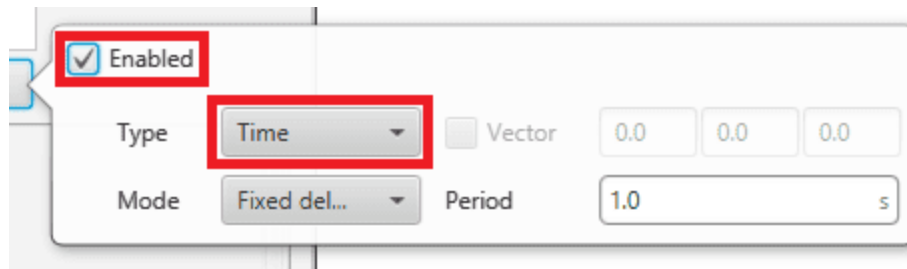 Enabled
Type Time Vector 0.0 0.0 0.0
Mode Fixed del... Period 1.0 s